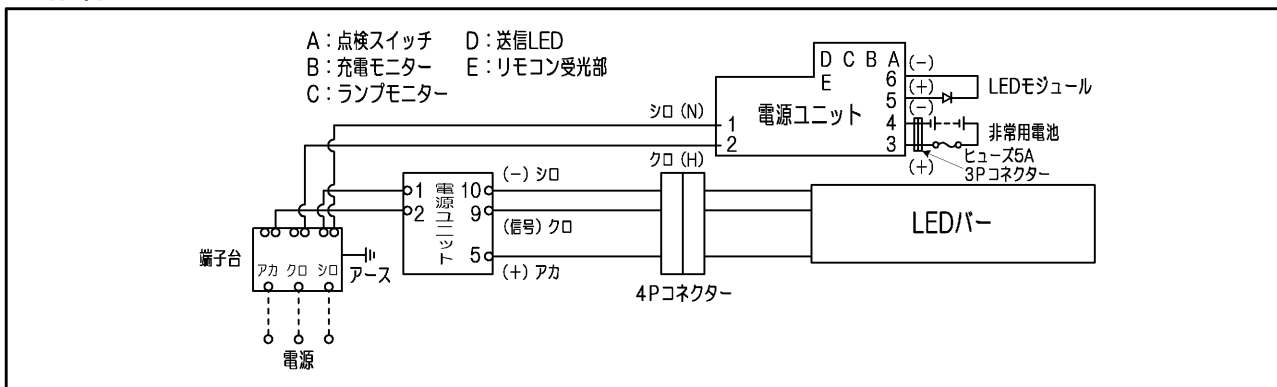 A：点検スイッチ D：送信LED
B：充電モニター E：リモコン受光部
C：ランプモニター
D C B A
E
(-)
6
(+)
5
(-)
LEDモジュール
電源ユニット
シロ (N)
1
2
4
3
非常用電池
ヒューズ5A
3Pコネクター
(+)
クロ (H)
(-) シロ
1
2
電源ユニット
10
9
5
(信号) クロ
(+) アカ
LEDバー
4Pコネクター
端子台
アカ クロ シロ
アース
電源